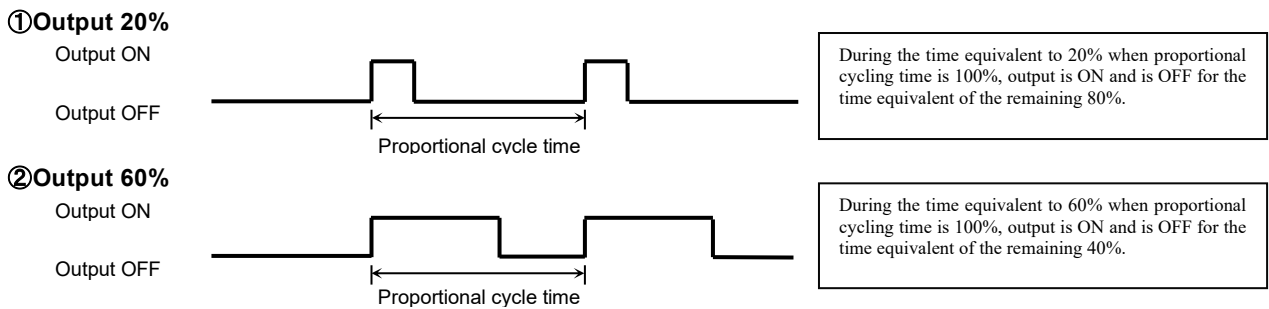 ①Output 20%
Output ON
Output OFF
Proportional cycle time
During the time equivalent to 20% when proportional
cycling time is 100%, output is ON and is OFF for the
time equivalent of the remaining 80%.
②Output 60%
Output ON
Output OFF
Proportional cycle time
During the time equivalent to 60% when proportional
cycling time is 100%, output is ON and is OFF for the
time equivalent of the remaining 40%.